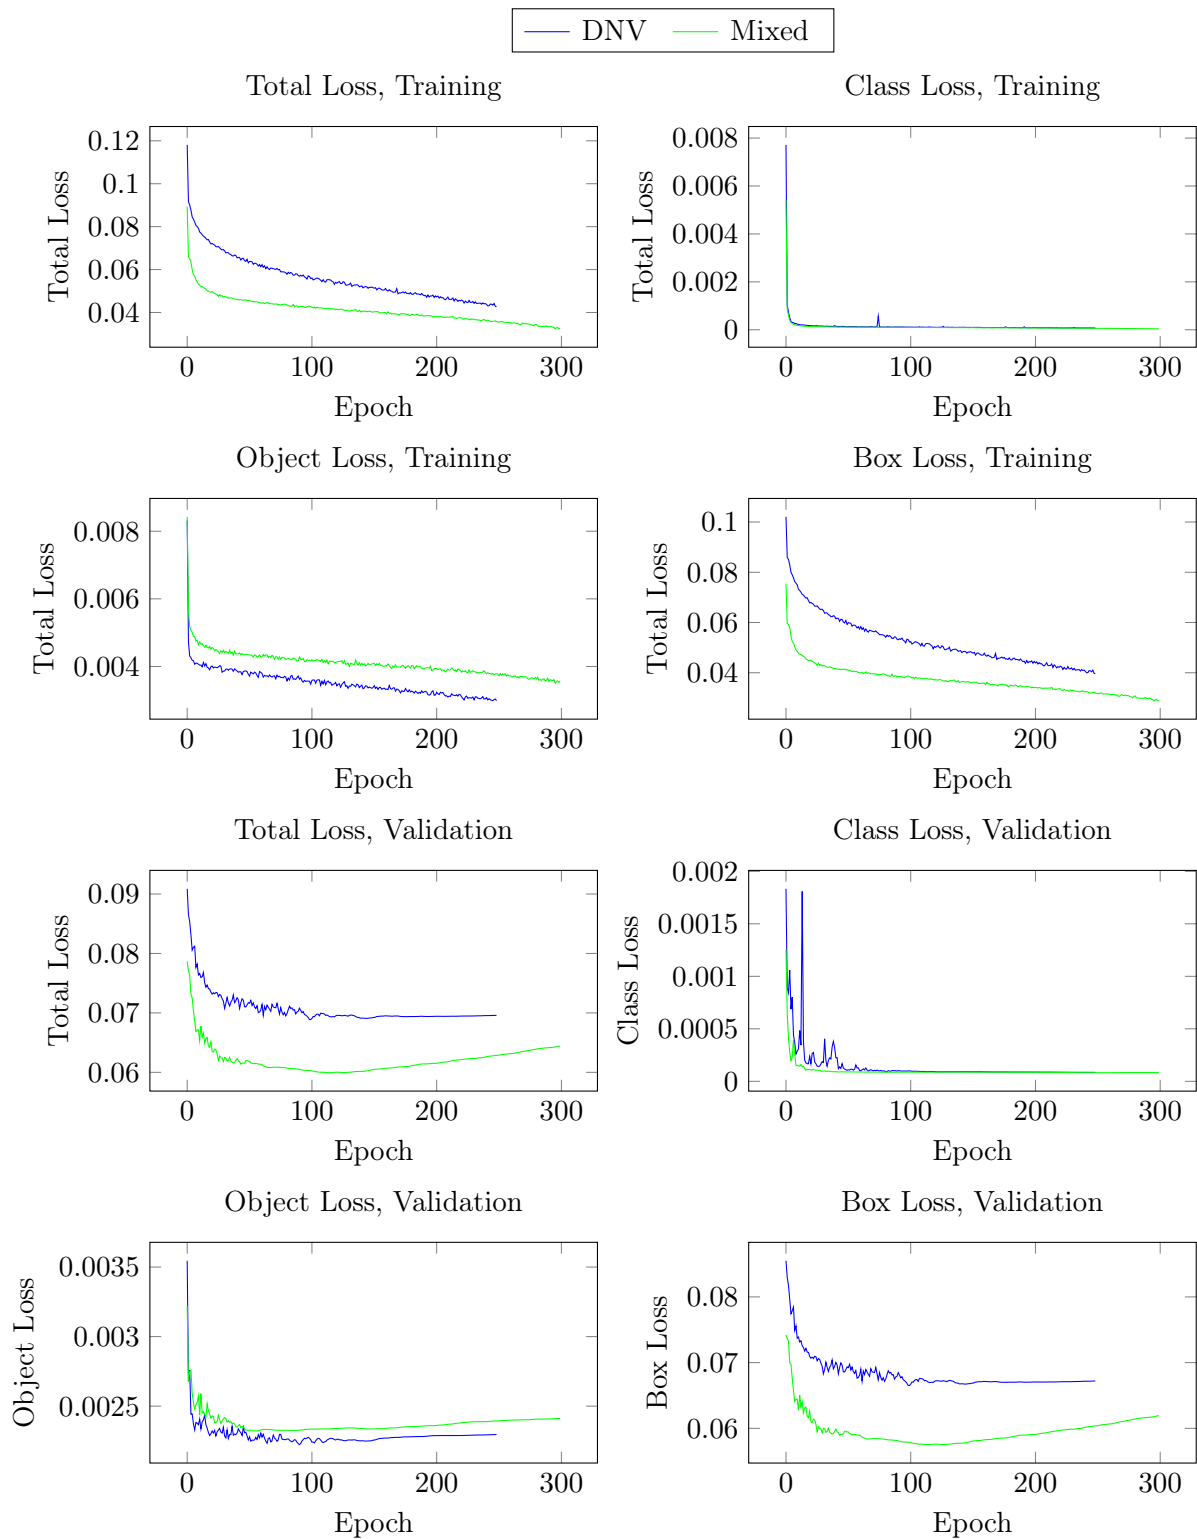 DNV Mixed
Total Loss, Training
0.12
0.1
0.08
0.06
0.04
Total Loss
0 100 200 300
Epoch
Class Loss, Training
0.008
0.006
0.004
0.002
0
Total Loss
0 100 200 300
Epoch
Object Loss, Training
0.008
0.006
0.004
Total Loss
0 100 200 300
Epoch
Box Loss, Training
0.1
0.08
0.06
0.04
Total Loss
0 100 200 300
Epoch
Total Loss, Validation
0.09
0.08
0.07
0.06
Total Loss
0 100 200 300
Epoch
Class Loss, Validation
0.002
0.0015
0.001
0.0005
0
Class Loss
0 100 200 300
Epoch
Object Loss, Validation
0.0035
0.003
0.0025
Object Loss
0 100 200 300
Epoch
Box Loss, Validation
0.08
0.07
0.06
Box Loss
0 100 200 300
Epoch